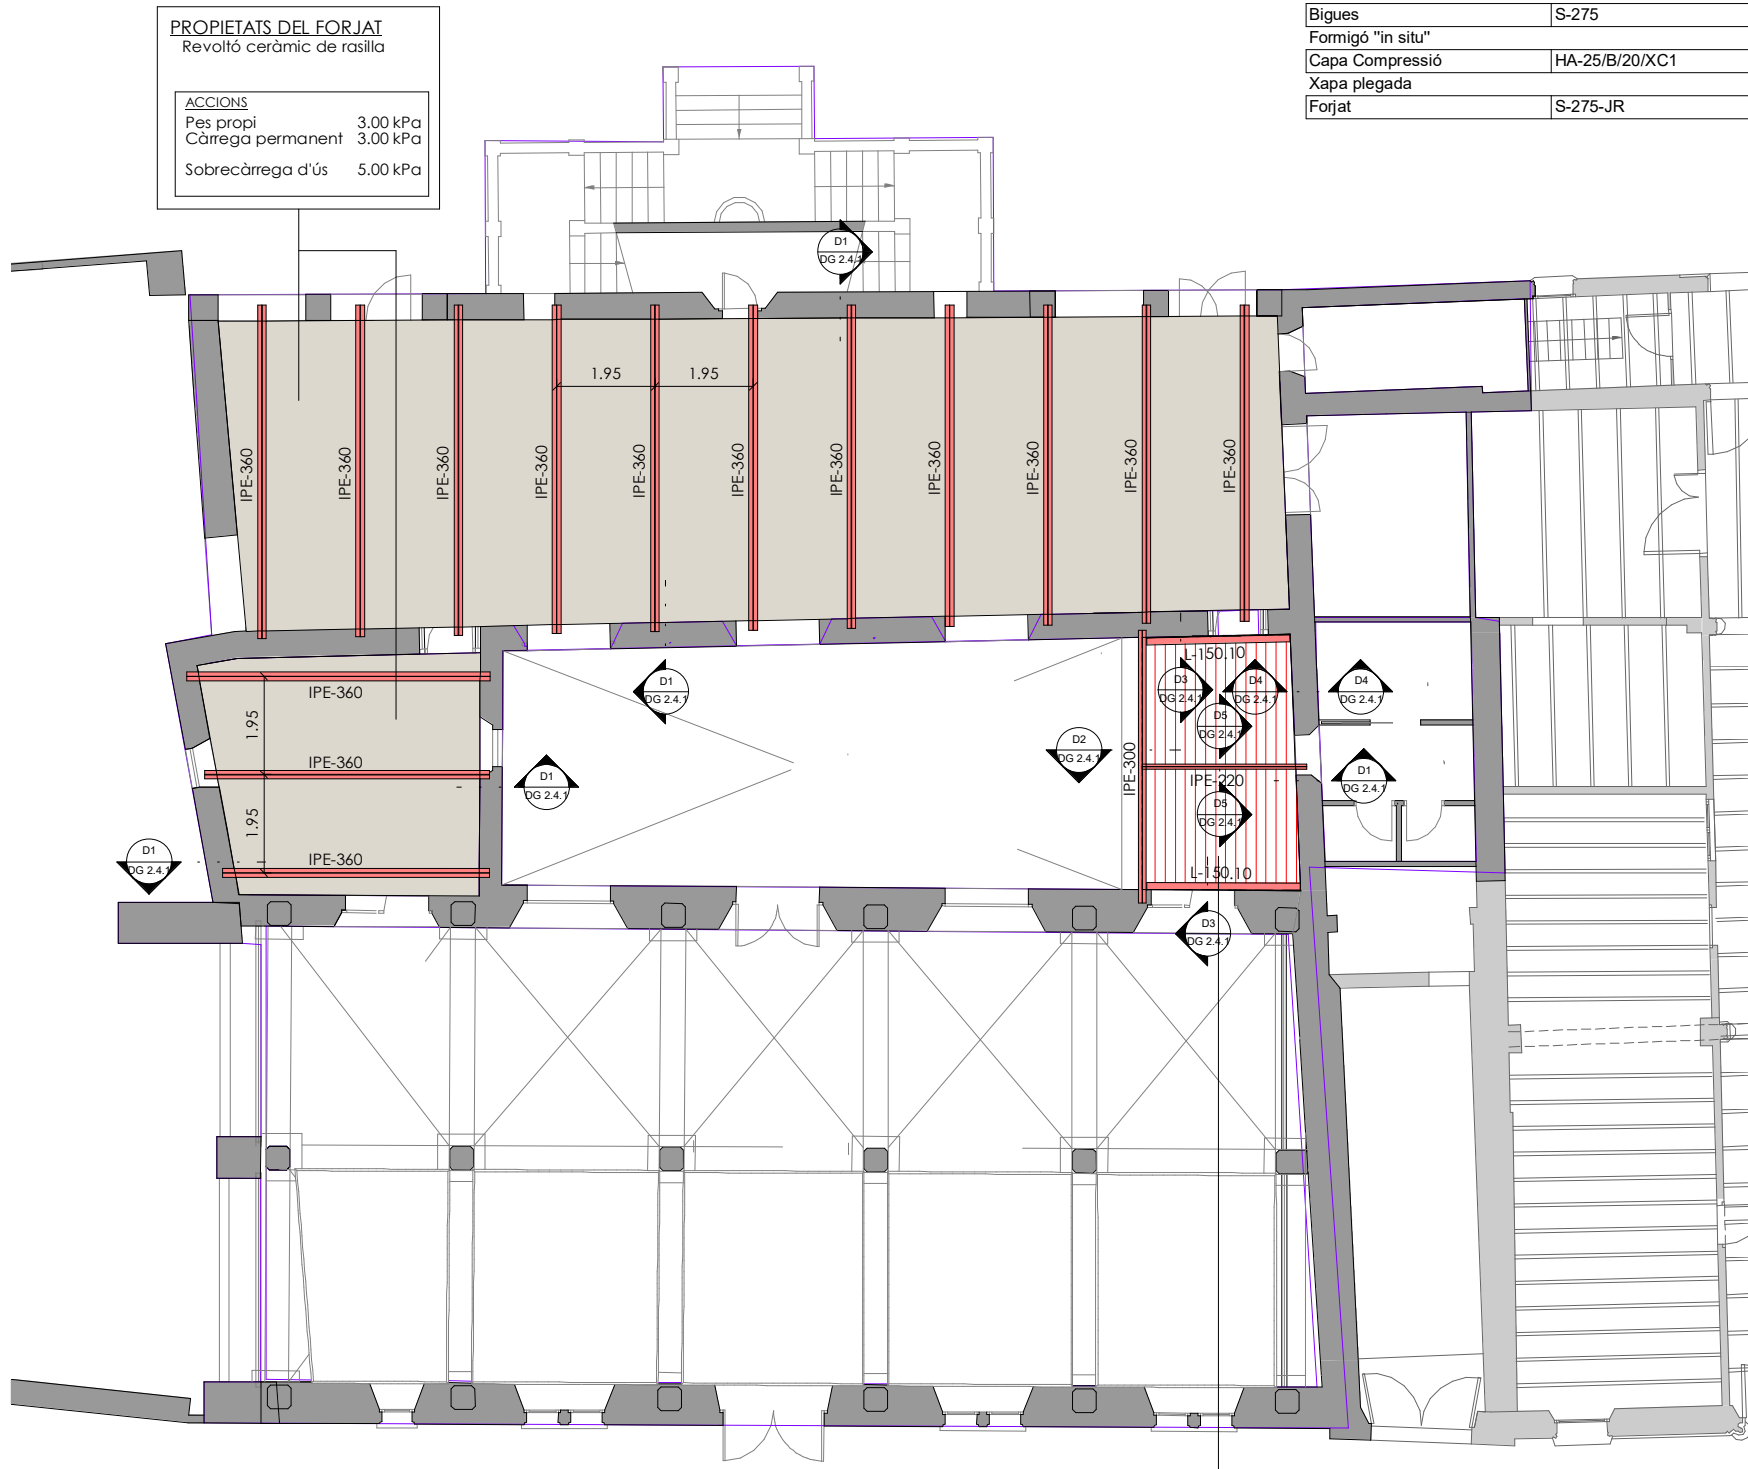 PROPIETATS DEL FORJAT
Revoltó ceràmic de rasilla
ACCIONS
Pes propi 3.00 kPa
Càrrega permanent 3.00 kPa
Sobrecàrrega d'ús 5.00 kPa
Bigues S-275
Formigó "in situ"
Capa Compressió HA-25/B/20/XC1
Xapa plegada
Forjat S-275-JR
D1
DG 2.4.1
1.95 1.95
IPE-360 IPE-360 IPE-360 IPE-360 IPE-360 IPE-360 IPE-360 IPE-360 IPE-360 IPE-360 IPE-360
L-150.10
IPE-360
D1
DG 2.4.1
D3
DG 2.4.1
D4
DG 2.4.1
D4
DG 2.4.1
1.95
D5
DG 2.4.1
D2
DG 2.4.1
IPE-300
IPE-360
D1
DG 2.4.1
IPE-220
D1
DG 2.4.1
1.95
D5
DG 2.4.1
IPE-360
D1
DG 2.4.1
L-150.10
D3
DG 2.4.1